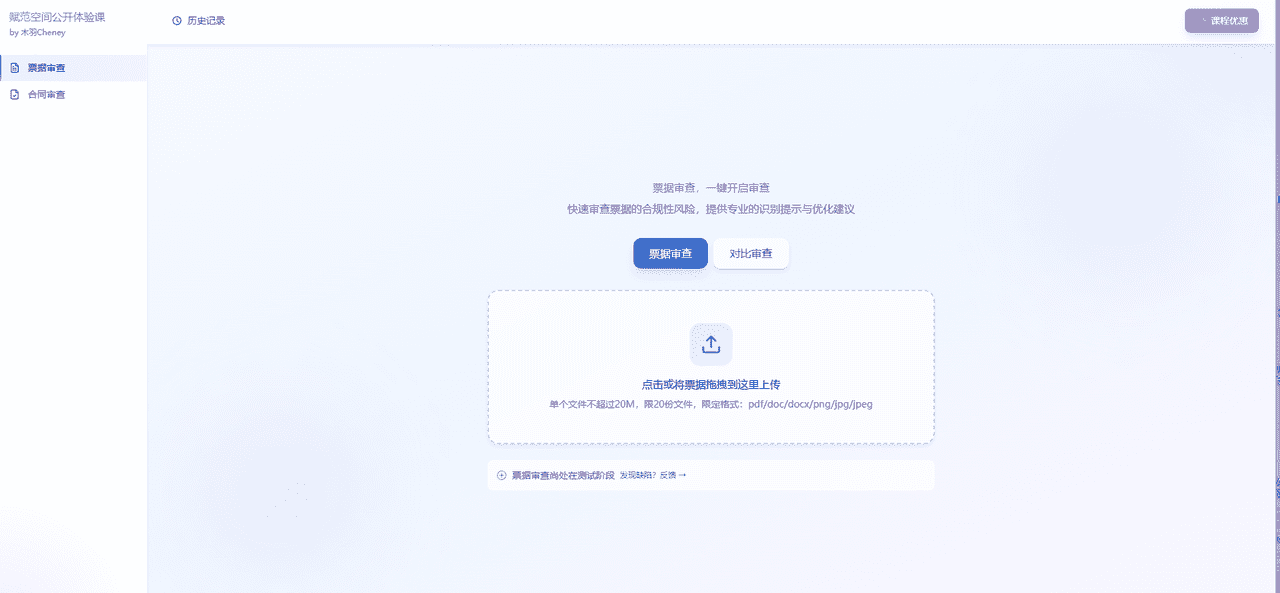 赋范空间公开体验课
by 木羽Cheney
历史记录
课程优惠
票据审查
合同审查
票据审查，一键开启审查
快速审查票据的合规性风险，提供专业的识别提示与优化建议
票据审查
对比审查
点击或将票据拖拽到这里上传
单个文件不超过20M，限20份文件，限定格式：pdf/doc/docx/png/jpg/jpeg
票据审查尚处在测试阶段 发现缺陷？反馈 →